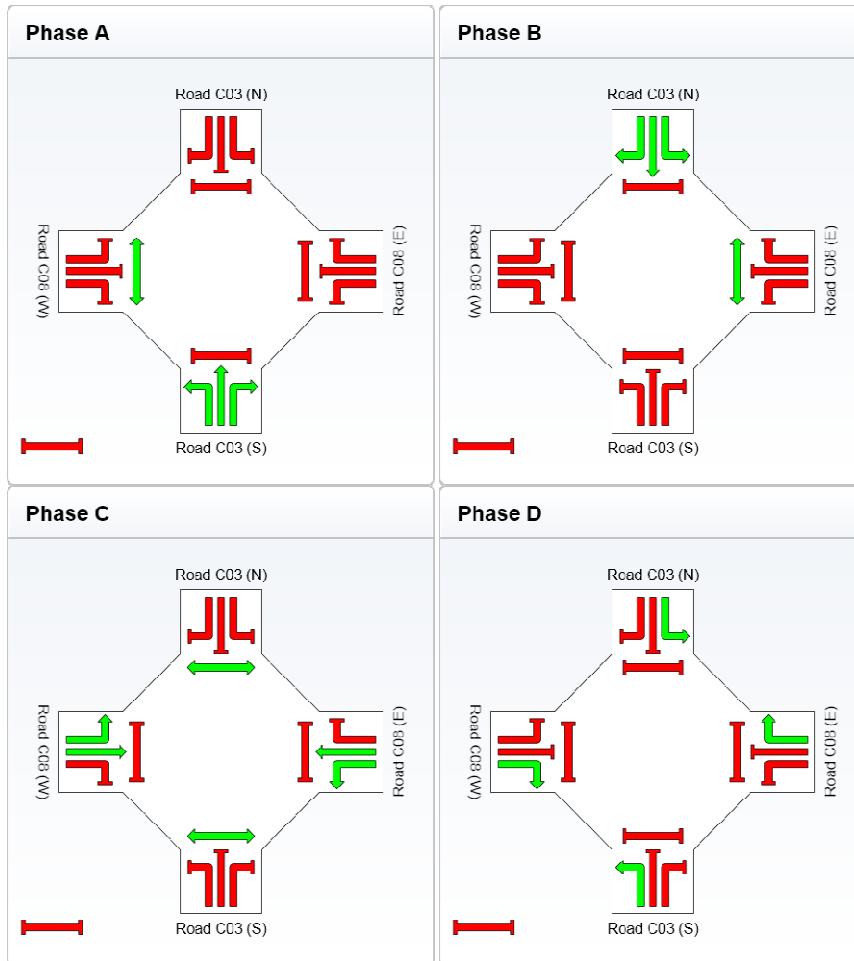 Phase A
Road C03 (N)
Road C08 (W)
Road C08 (E)
Road C03 (S)
Phase B
Road C03 (N)
Road C08 (W)
Road C08 (E)
Road C03 (S)
Phase C
Road C03 (N)
Road C08 (W)
Road C08 (E)
Road C03 (S)
Phase D
Road C03 (N)
Road C08 (W)
Road C08 (E)
Road C03 (S)